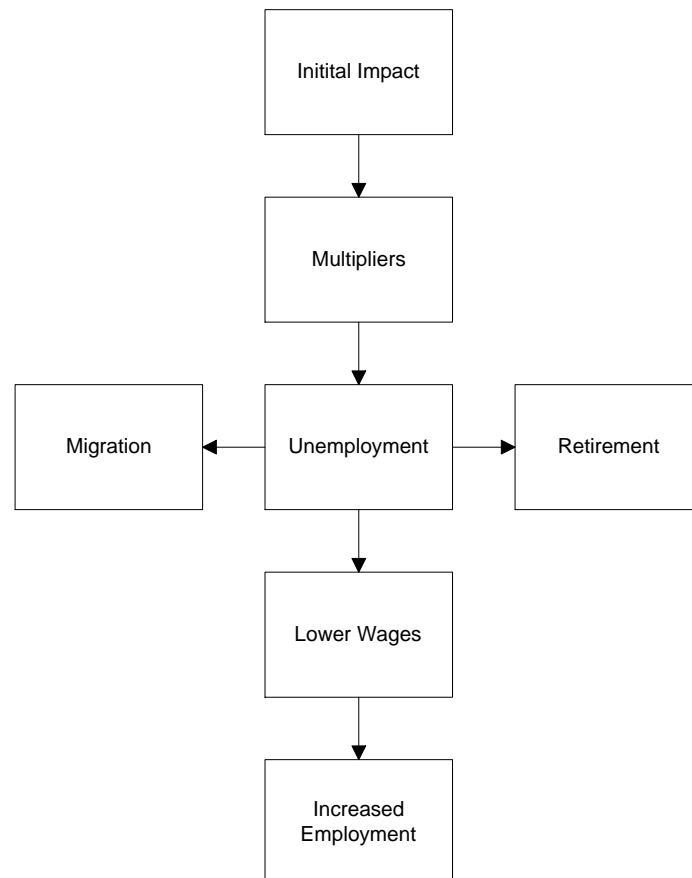 Initital Impact
Multipliers
Migration
Unemployment
Retirement
Lower Wages
Increased
Employment